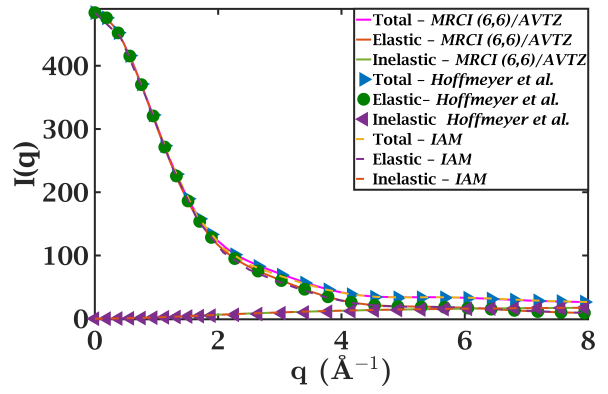 Total – MRCI (6,6)/AVTZ
Elastic – MRCI (6,6)/AVTZ
Inelastic – MRCI (6,6)/AVTZ
Total – Hoffmeyer et al.
Elastic– Hoffmeyer et al.
Inelastic Hoffmeyer et al.
Total – IAM
Elastic – IAM
Inelastic – IAM
400
300
200
100
0
I(q)
0 2 4 6 8
q (Å⁻¹)